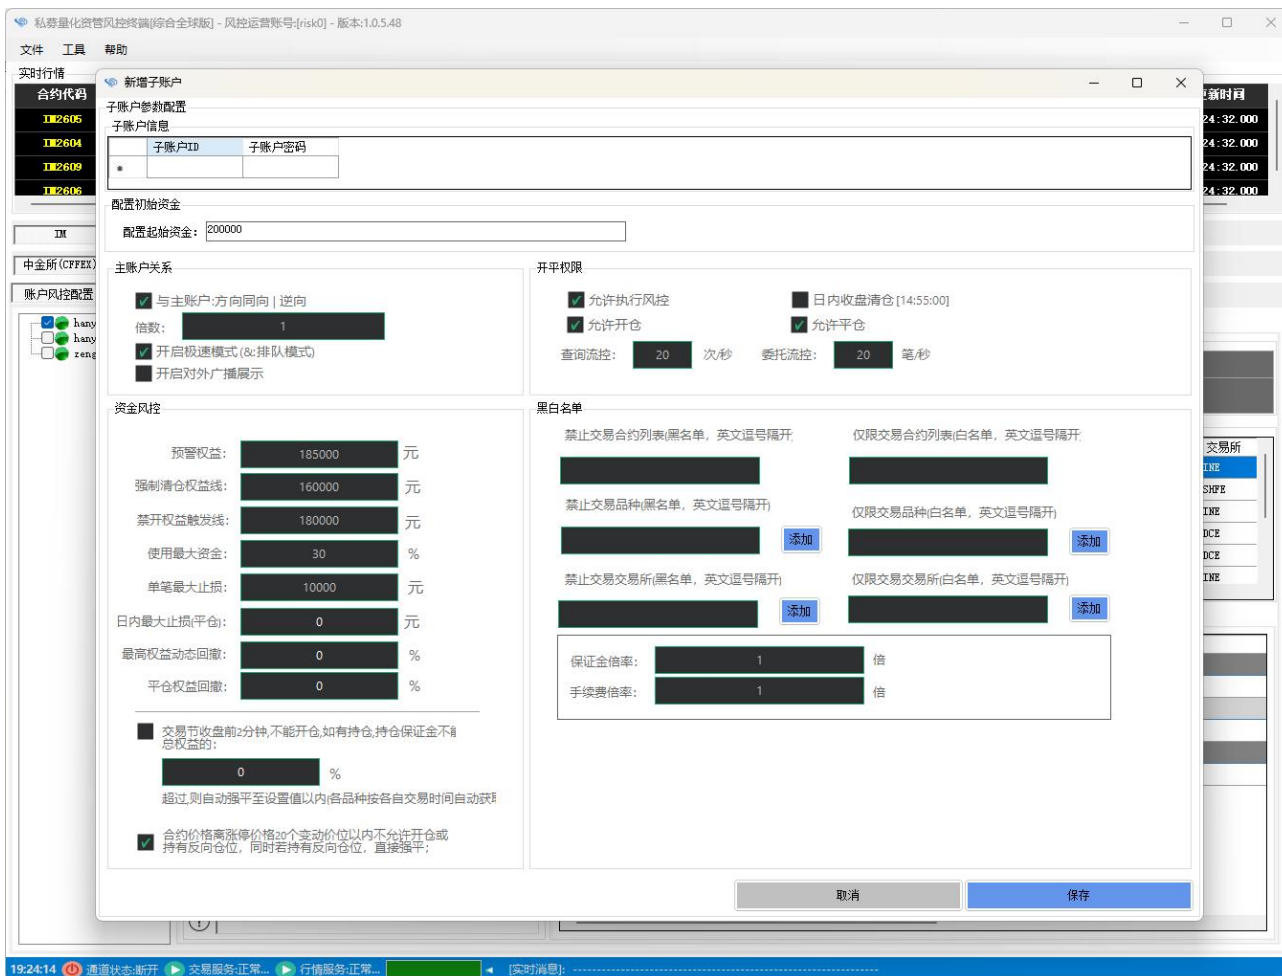 私募量化资管风控终端[综合全球版] - 风控运营账号:[risk0] - 版本:1.0.5.48
文件 工具 帮助
实时行情
合约代码
IM2605
IM2604
IM2609
IM2606
更新时间
24:32.000
24:32.000
24:32.000
24:32.000
IM
中金所(CFFEX)
账户风控配置
hany
hany
zeng
新增子账户
子账户参数配置
子账户信息
子账户ID 子账户密码
配置初始资金
配置起始资金: 200000
主账户关系
与主账户:方向同向 | 逆向
倍数: 1
开启极速模式(&:排队模式)
开启对外广播展示
开平权限
允许执行风控 日内收盘清仓[14:55:00]
允许开仓 允许平仓
查询流控: 20 次/秒 委托流控: 20 笔/秒
资金风控
预警权益: 185000 元
强制清仓权益线: 160000 元
禁开权益触发线: 180000 元
使用最大资金: 30 %
单笔最大止损: 10000 元
日内最大止损(平仓): 0 元
最高权益动态回撤: 0 %
平仓权益回撤: 0 %
交易节收盘前2分钟,不能开仓,如有持仓,持仓保证金不能
总权益的:
0 %
超过,则自动强平至设置值以内(各品种按各自交易时间自动获取
合约价格离涨停价格20个变动价位以内不允许开仓或
持有反向仓位，同时若持有反向仓位，直接强平;
黑白名单
禁止交易合约列表(黑名单，英文逗号隔开) 仅限交易合约列表(白名单，英文逗号隔开)
禁止交易品种(黑名单，英文逗号隔开) 仅限交易品种(白名单，英文逗号隔开)
添加 添加
禁止交易交易所(黑名单，英文逗号隔开) 仅限交易交易所(白名单，英文逗号隔开)
添加 添加
保证金倍率: 1 倍
手续费倍率: 1 倍
取消 保存
交易所
INE
SHFE
INE
DCE
DCE
INE
19:24:14 通道状态:断开 交易服务:正常... 行情服务:正常... [实时消息]: ----------------------------------------------------------------